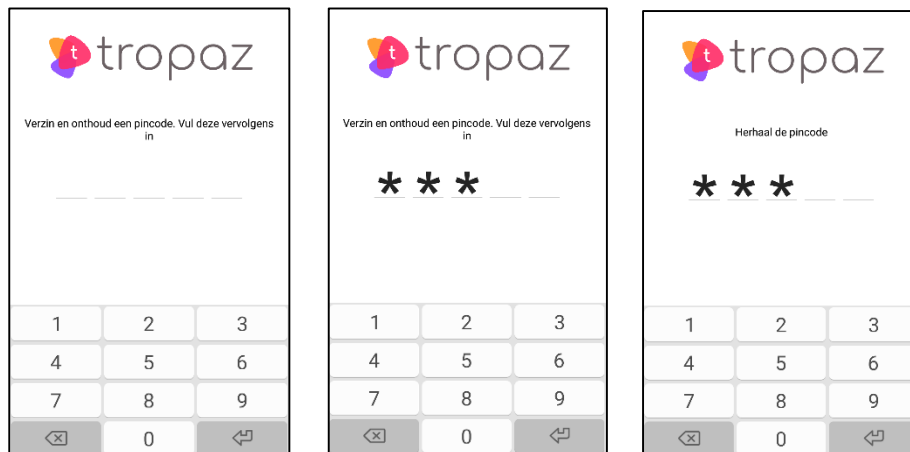 t tropaz
Verzin en onthoud een pincode. Vul deze vervolgens
in
1 2 3
4 5 6
7 8 9
0
t tropaz
Verzin en onthoud een pincode. Vul deze vervolgens
in
* * *
1 2 3
4 5 6
7 8 9
0
t tropaz
Herhaal de pincode
* * *
1 2 3
4 5 6
7 8 9
0